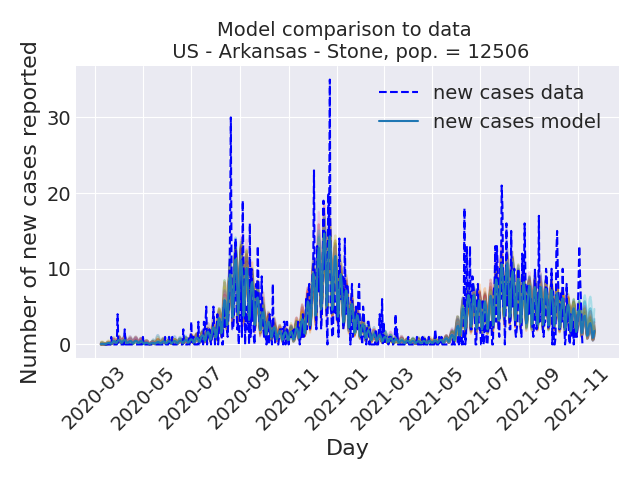 Model comparison to data
US - Arkansas - Stone, pop. = 12506
Number of new cases reported
30
20
10
0
new cases data
new cases model
2020-03
2020-05
2020-07
2020-09
2020-11
2021-01
2021-03
2021-05
2021-07
2021-09
2021-11
Day